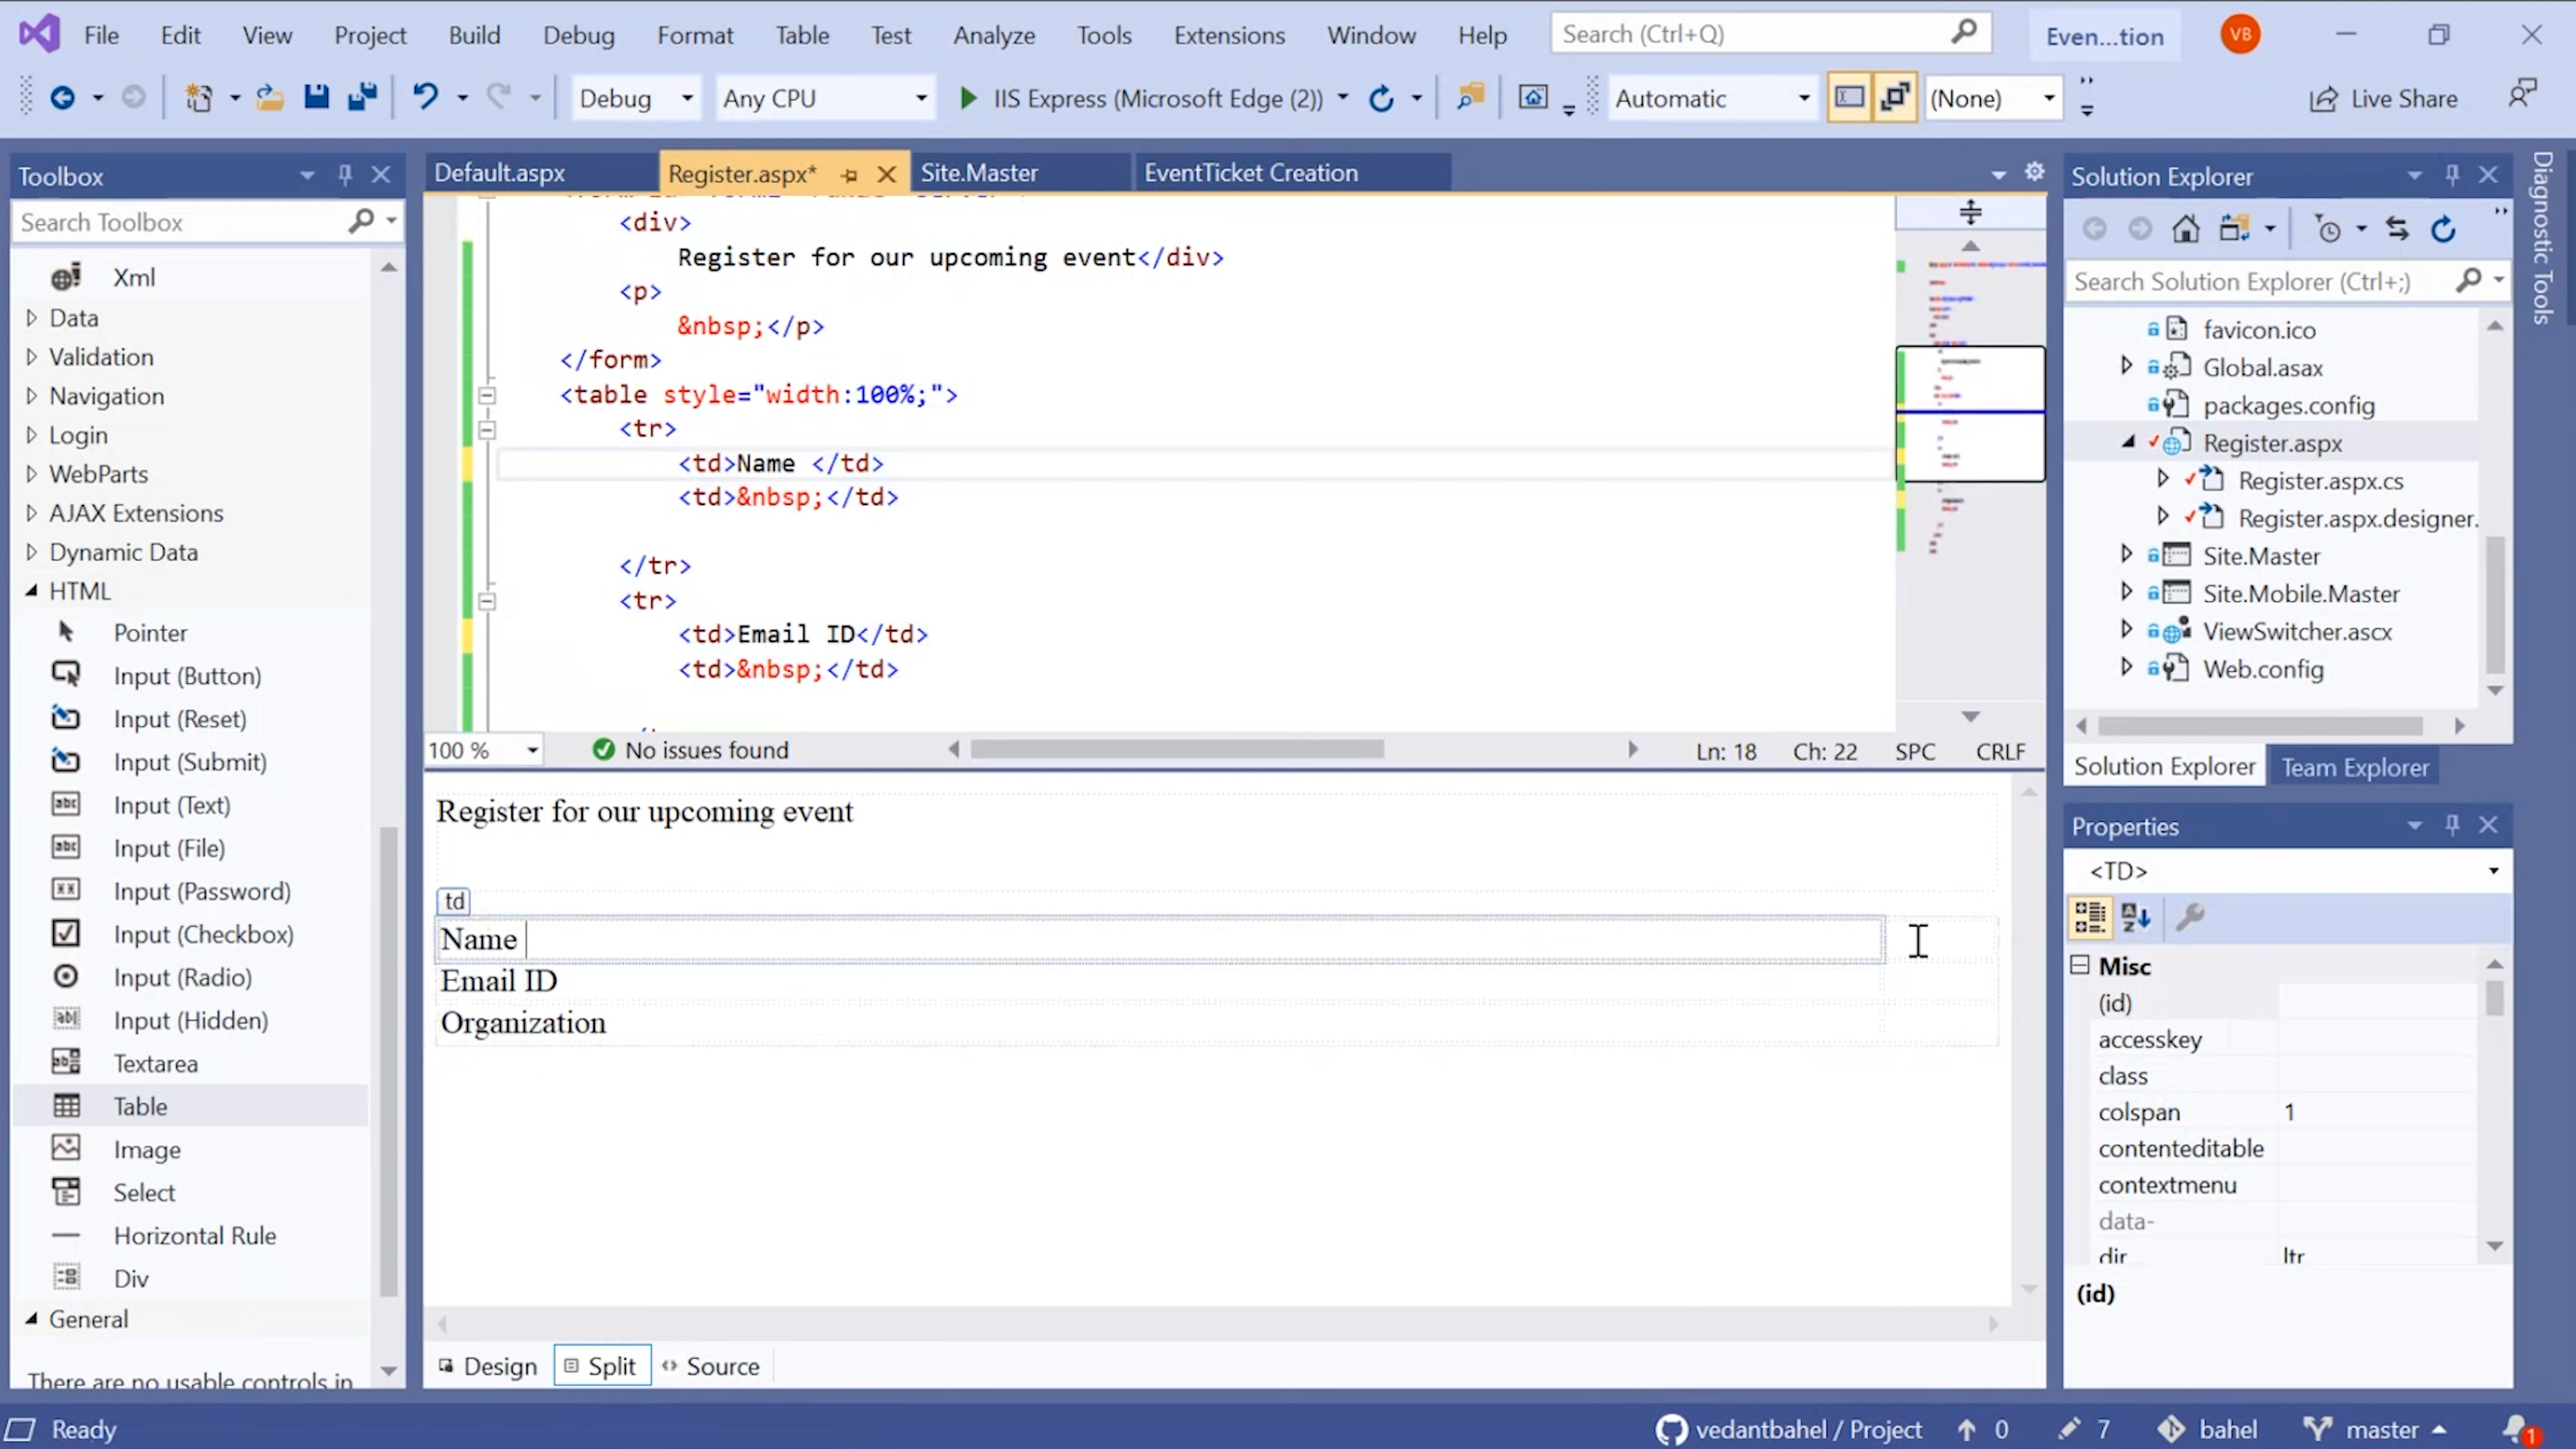 File Edit View Project Build Debug Format Table Test Analyze Tools Extensions Window Help Search (Ctrl+Q) Even...tion VB
Debug Any CPU IIS Express (Microsoft Edge (2)) Automatic (None) Live Share
Toolbox
Search Toolbox
Xml
Data
Validation
Navigation
Login
WebParts
AJAX Extensions
Dynamic Data
HTML
Pointer
Input (Button)
Input (Reset)
Input (Submit)
Input (Text)
Input (File)
Input (Password)
Input (Checkbox)
Input (Radio)
Input (Hidden)
Textarea
Table
Image
Select
Horizontal Rule
Div
General
There are no usable controls in
Default.aspx Register.aspx* Site.Master EventTicket Creation
<div>
Register for our upcoming event</div>
<p>
&nbsp;</p>
</form>
<table style="width:100%;">
<tr>
<td>Name </td>
<td>&nbsp;</td>
</tr>
<tr>
<td>Email ID</td>
<td>&nbsp;</td>
100 % No issues found Ln: 18 Ch: 22 SPC CRLF
Register for our upcoming event
td
Name
Email ID
Organization
Design Split Source
Solution Explorer
Search Solution Explorer (Ctrl+;)
favicon.ico
Global.asax
packages.config
Register.aspx
Register.aspx.cs
Register.aspx.designer.
Site.Master
Site.Mobile.Master
ViewSwitcher.ascx
Web.config
Solution Explorer Team Explorer
Properties
<TD>
Misc
(id)
accesskey
class
colspan 1
contenteditable
contextmenu
data-
dir ltr
(id)
Diagnostic Tools
Ready vedantbahel / Project 0 7 bahel master 1